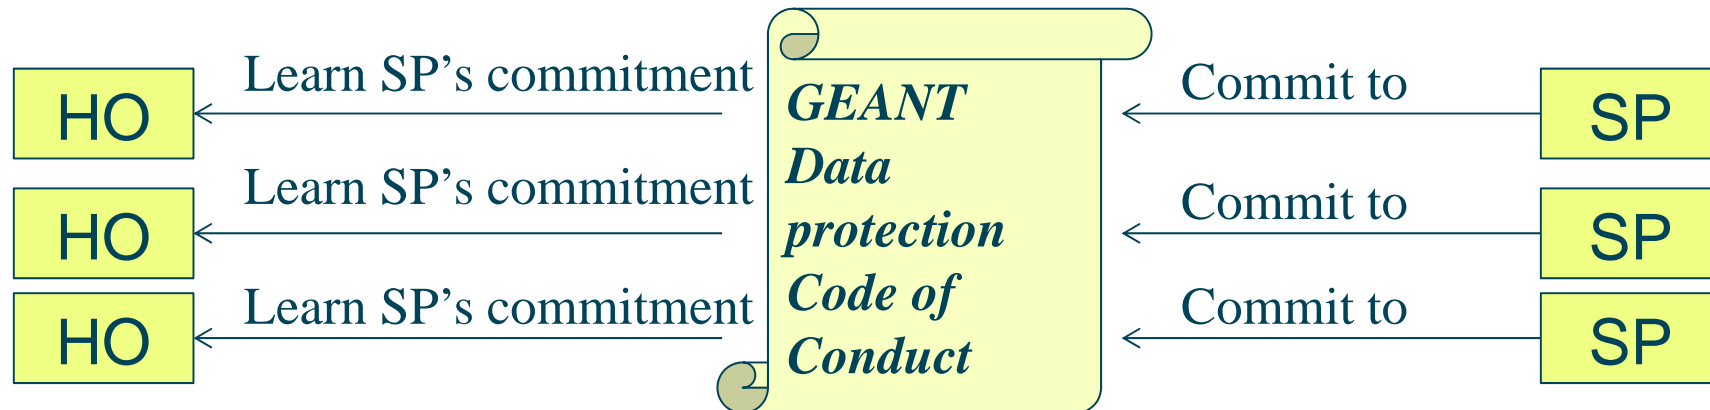 HO
Learn SP’s commitment
GEANT
Data
protection
Code of
Conduct
Commit to
SP
HO
Learn SP’s commitment
Commit to
SP
HO
Learn SP’s commitment
Commit to
SP